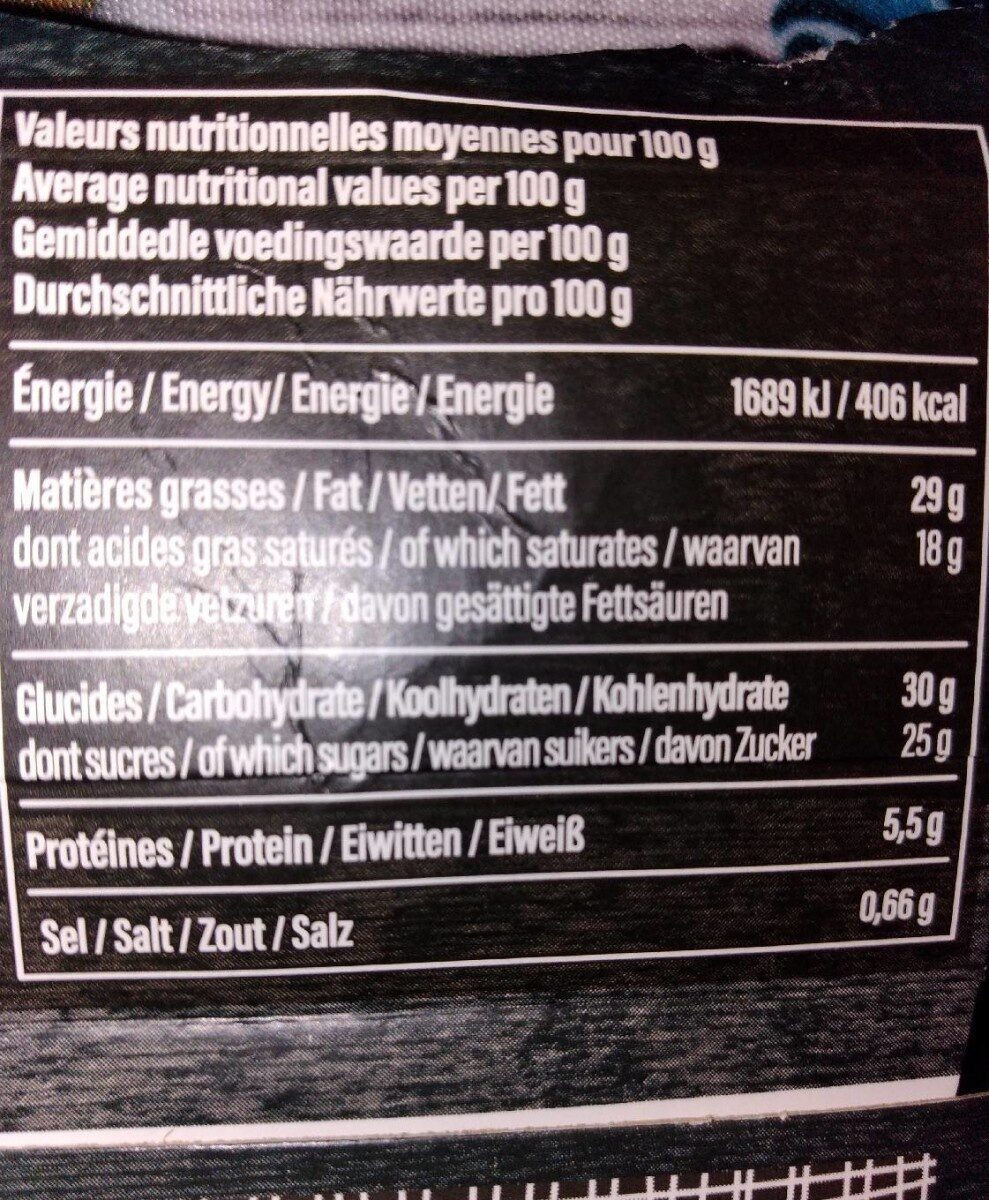 Valeurs nutritionnelles moyennes pour 100 g
Average nutritional values per 100 g
Gemiddedle voedingswaarde per 100 g
Durchschnittliche Nährwerte pro 100 g
Énergie / Energy/ Energie / Energie 1689 kJ / 406 kcal
Matières grasses / Fat / Vetten/ Fett 29 g
dont acides gras saturés / of which saturates / waarvan 18 g
verzadigde vetzuren / davon gesättigte Fettsäuren
Glucides / Carbohydrate / Koolhydraten / Kohlenhydrate 30 g
dont sucres / of which sugars / waarvan suikers / davon Zucker 25 g
Protéines / Protein / Eiwitten / Eiweiß 5,5 g
Sel / Salt / Zout / Salz 0,66 g